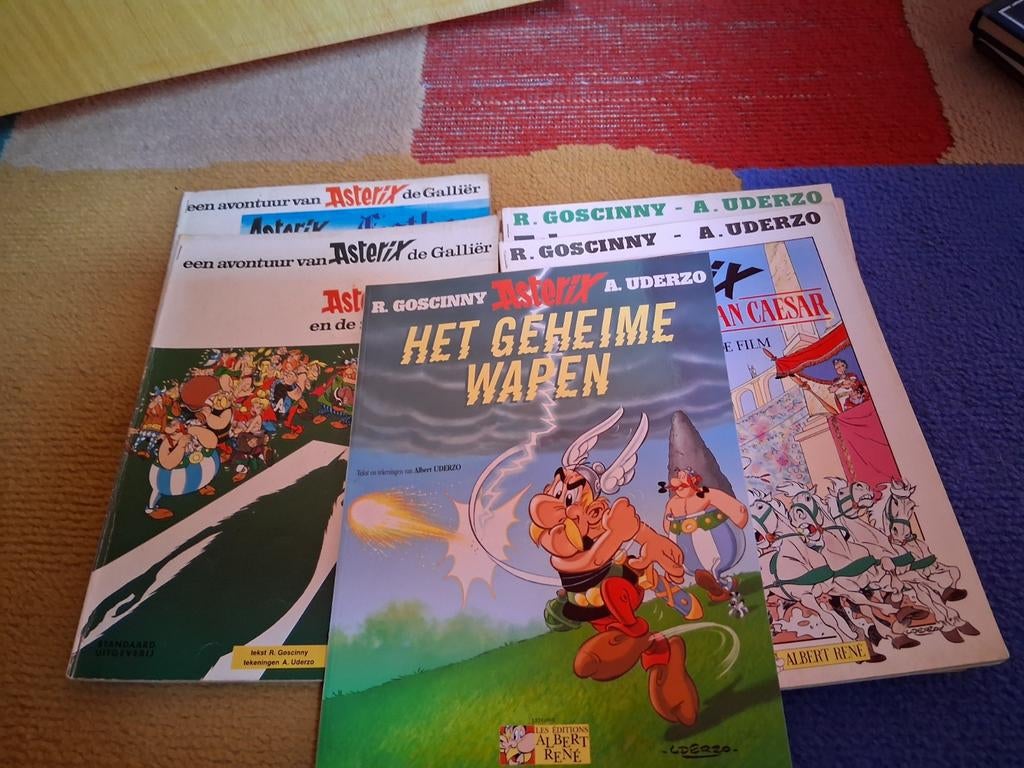 een avontuur van Asterix de Galliër
Asterix
een avontuur van Asterix de Galliër
en de
STANDAARD
UITGEVERIJ
tekst R. Goscinny
tekeningen A. Uderzo
R. GOSCINNY - A. UDERZO
R. GOSCINNY - A. UDERZO
AN CAESAR
E FILM
ALBERT RENÉ
R. GOSCINNY Asterix A. UDERZO
HET GEHEIME
WAPEN
Tekst en tekeningen van Albert UDERZO
LES ÉDITIONS
ALBERT
RENÉ
-UDERZO-